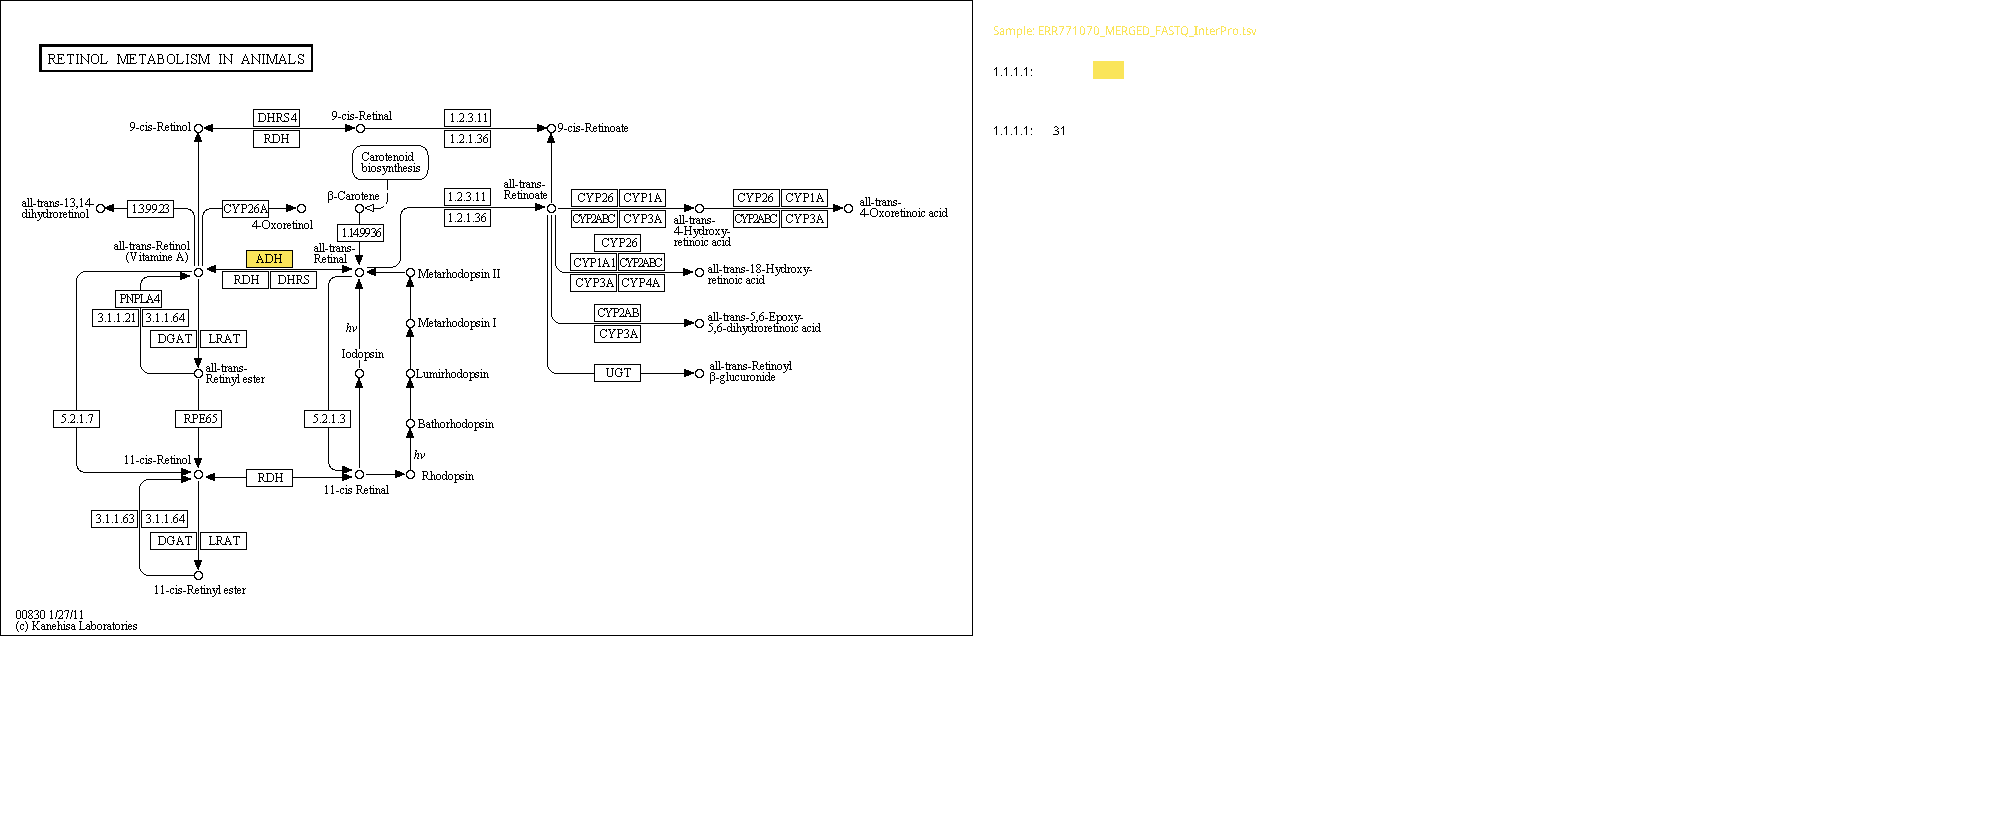 RETINOL METABOLISM IN ANIMALS
Sample: ERR771070_MERGED_FASTQ_InterPro.tsv
1.1.1.1:
1.1.1.1: 31
9-cis-Retinol
DHRS4
RDH
9-cis-Retinal
1.2.3.11
1.2.1.36
9-cis-Retinoate
Carotenoid
biosynthesis
β-Carotene
1.2.3.11
1.2.1.36
all-trans-
Retinoate
CYP26 CYP1A
CYP2ABC CYP3A
all-trans-
4-Hydroxy-
retinoic acid
CYP26 CYP1A
CYP2ABC CYP3A
all-trans-
4-Oxoretinoic acid
all-trans-13,14-
dihydroretinol
1.3.99.23
CYP26A
4-Oxoretinol
1.14.99.36
all-trans-Retinol
(Vitamine A)
ADH
RDH DHRS
all-trans-
Retinal
Metarhodopsin II
CYP26
CYP1A1 CYP2ABC
CYP3A CYP4A
all-trans-18-Hydroxy-
retinoic acid
PNPLA4
3.1.1.21 3.1.1.64
DGAT LRAT
hν
Iodopsin
Metarhodopsin I
CYP2AB
CYP3A
all-trans-5,6-Epoxy-
5,6-dihydroretinoic acid
all-trans-
Retinyl ester
Lumirhodopsin
UGT
all-trans-Retinoyl
β-glucuronide
5.2.1.7
RPE65
5.2.1.3
Bathorhodopsin
hν
11-cis-Retinol
RDH
11-cis Retinal
Rhodopsin
3.1.1.63 3.1.1.64
DGAT LRAT
11-cis-Retinyl ester
00830 1/27/11
(c) Kanehisa Laboratories